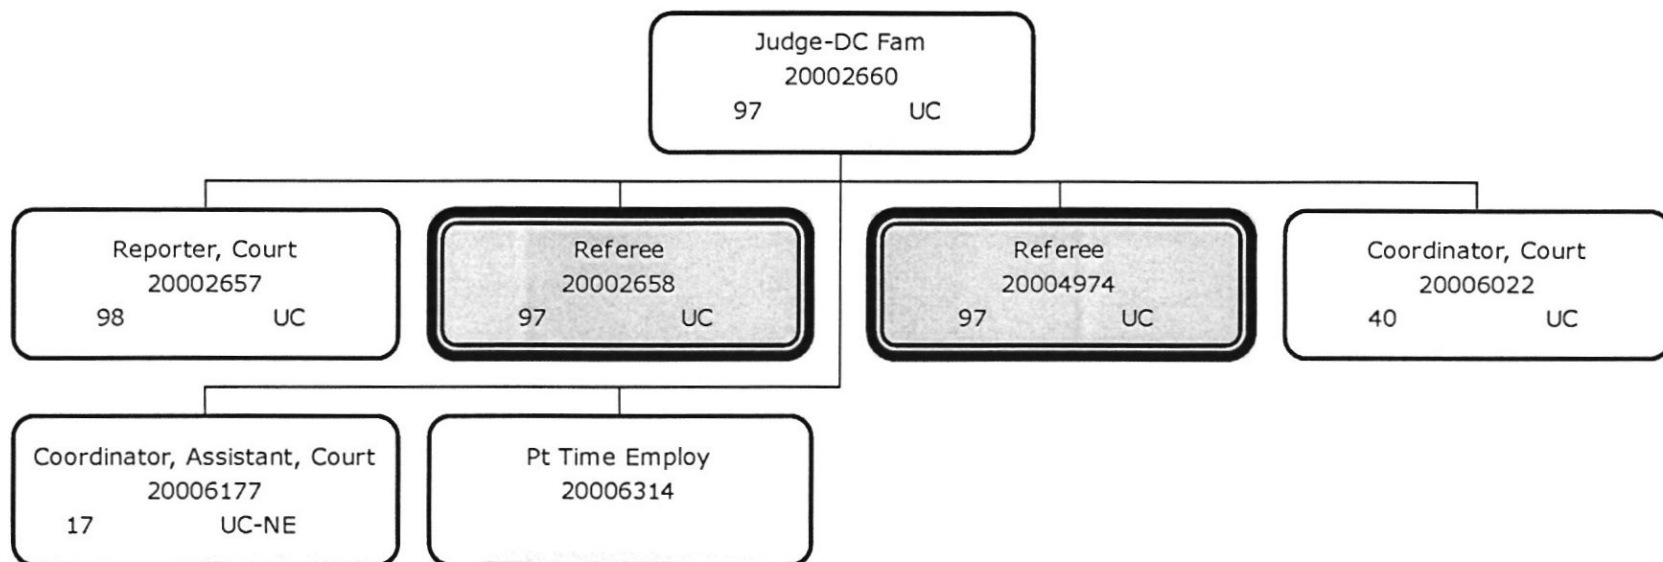 Judge-DC Fam
20002660
97 UC
Reporter, Court
20002657
98 UC
Referee
20002658
97 UC
Referee
20004974
97 UC
Coordinator, Court
20006022
40 UC
Coordinator, Assistant, Court
20006177
17 UC-NE
Pt Time Employ
20006314